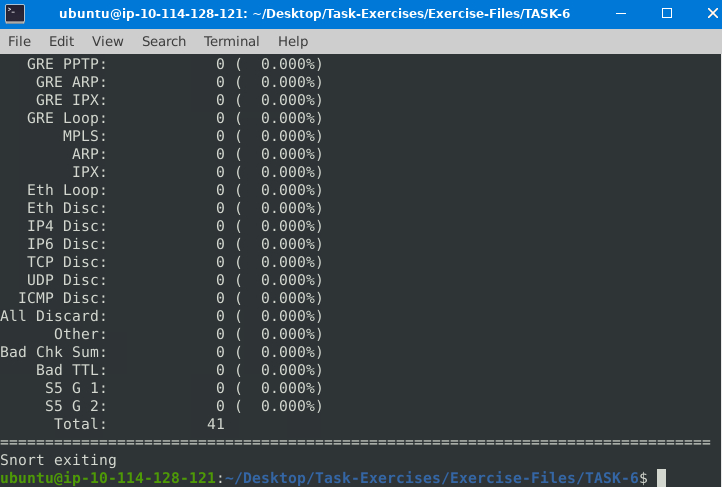 ubuntu@ip-10-114-128-121: ~/Desktop/Task-Exercises/Exercise-Files/TASK-6
File Edit View Search Terminal Help
GRE PPTP: 0 ( 0.000%)
GRE ARP: 0 ( 0.000%)
GRE IPX: 0 ( 0.000%)
GRE Loop: 0 ( 0.000%)
MPLS: 0 ( 0.000%)
ARP: 0 ( 0.000%)
IPX: 0 ( 0.000%)
Eth Loop: 0 ( 0.000%)
Eth Disc: 0 ( 0.000%)
IP4 Disc: 0 ( 0.000%)
IP6 Disc: 0 ( 0.000%)
TCP Disc: 0 ( 0.000%)
UDP Disc: 0 ( 0.000%)
ICMP Disc: 0 ( 0.000%)
All Discard: 0 ( 0.000%)
Other: 0 ( 0.000%)
Bad Chk Sum: 0 ( 0.000%)
Bad TTL: 0 ( 0.000%)
S5 G 1: 0 ( 0.000%)
S5 G 2: 0 ( 0.000%)
Total: 41
===============================================================================
Snort exiting
ubuntu@ip-10-114-128-121:~/Desktop/Task-Exercises/Exercise-Files/TASK-6$